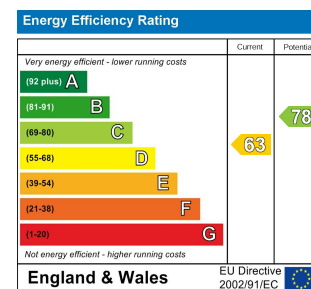 Energy Efficiency Rating
Current Potentia
Very energy efficient - lower running costs
(92 plus) A
(81-91) B
78
(69-80) C
63
(55-68) D
(39-54) E
(21-38) F
(1-20) G
Not energy efficient - higher running costs
England & Wales
EU Directive
2002/91/EC